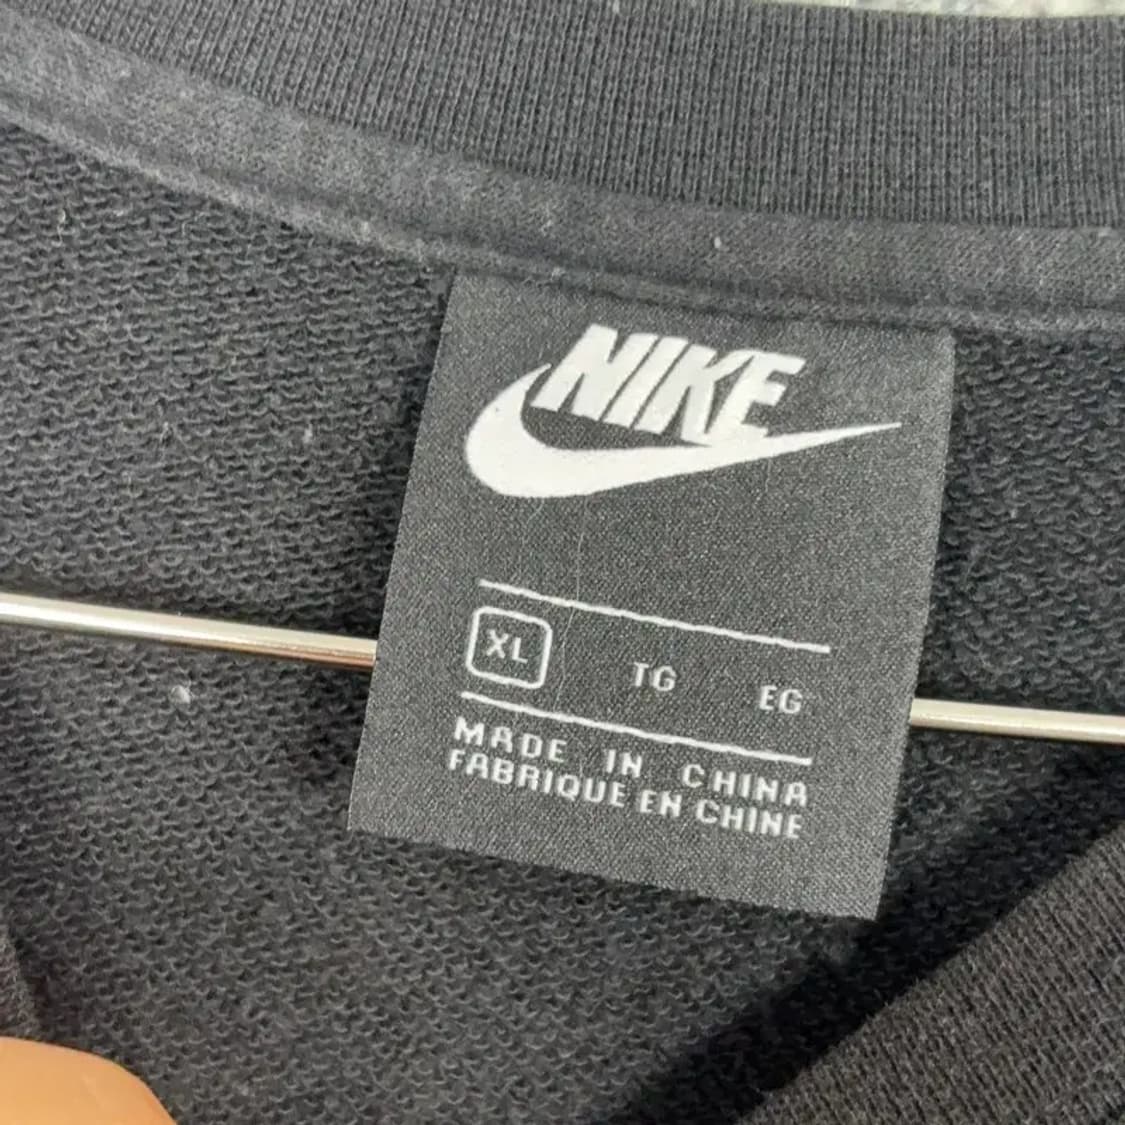 NIKE
XL TG EG
MADE IN CHINA
FABRIQUE EN CHINE